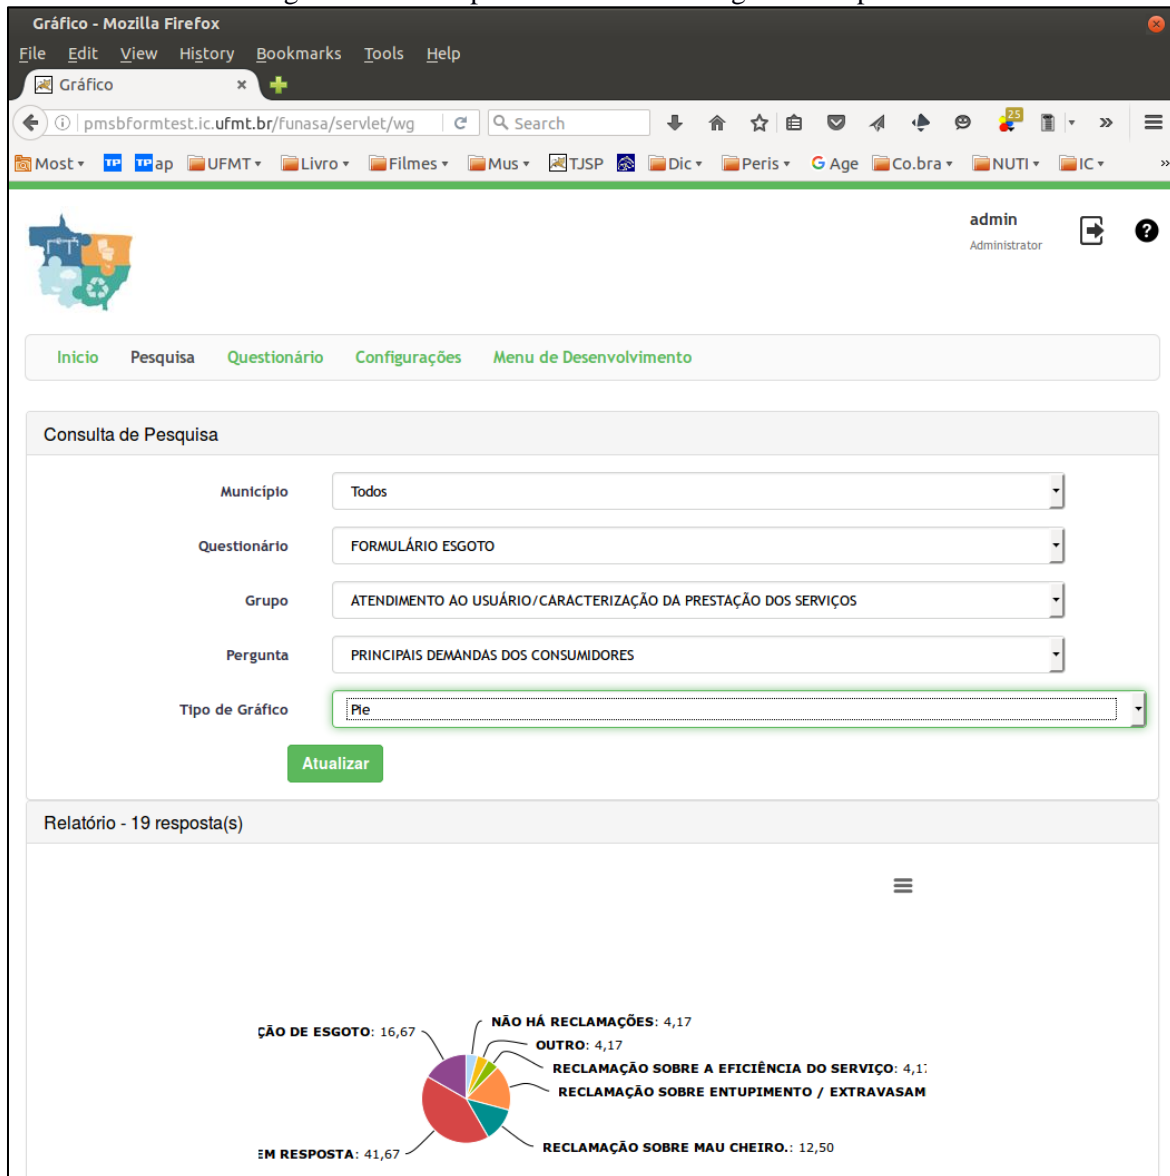 Gráfico - Mozilla Firefox
File Edit View History Bookmarks Tools Help
Gráfico
pmsbformtest.ic.ufmt.br/funasa/servlet/wg Search 25
Most TP TP ap UFMT Livro Filmes Mus TJSP Dic Peris G Age Co.bra NUTI IC
admin
Administrator
Inicio Pesquisa Questionário Configurações Menu de Desenvolvimento
Consulta de Pesquisa
Município Todos
Questionário FORMULÁRIO ESGOTO
Grupo ATENDIMENTO AO USUÁRIO/CARACTERIZAÇÃO DA PRESTAÇÃO DOS SERVIÇOS
Pergunta PRINCIPAIS DEMANDAS DOS CONSUMIDORES
Tipo de Gráfico Pie
Atualizar
Relatório - 19 resposta(s)
NÃO HÁ RECLAMAÇÕES: 4,17
ÇÃO DE ESGOTO: 16,67
OUTRO: 4,17
RECLAMAÇÃO SOBRE A EFICIÊNCIA DO SERVIÇO: 4,17
RECLAMAÇÃO SOBRE ENTUPIMENTO / EXTRAVASAM
RECLAMAÇÃO SOBRE MAU CHEIRO.: 12,50
EM RESPOSTA: 41,67